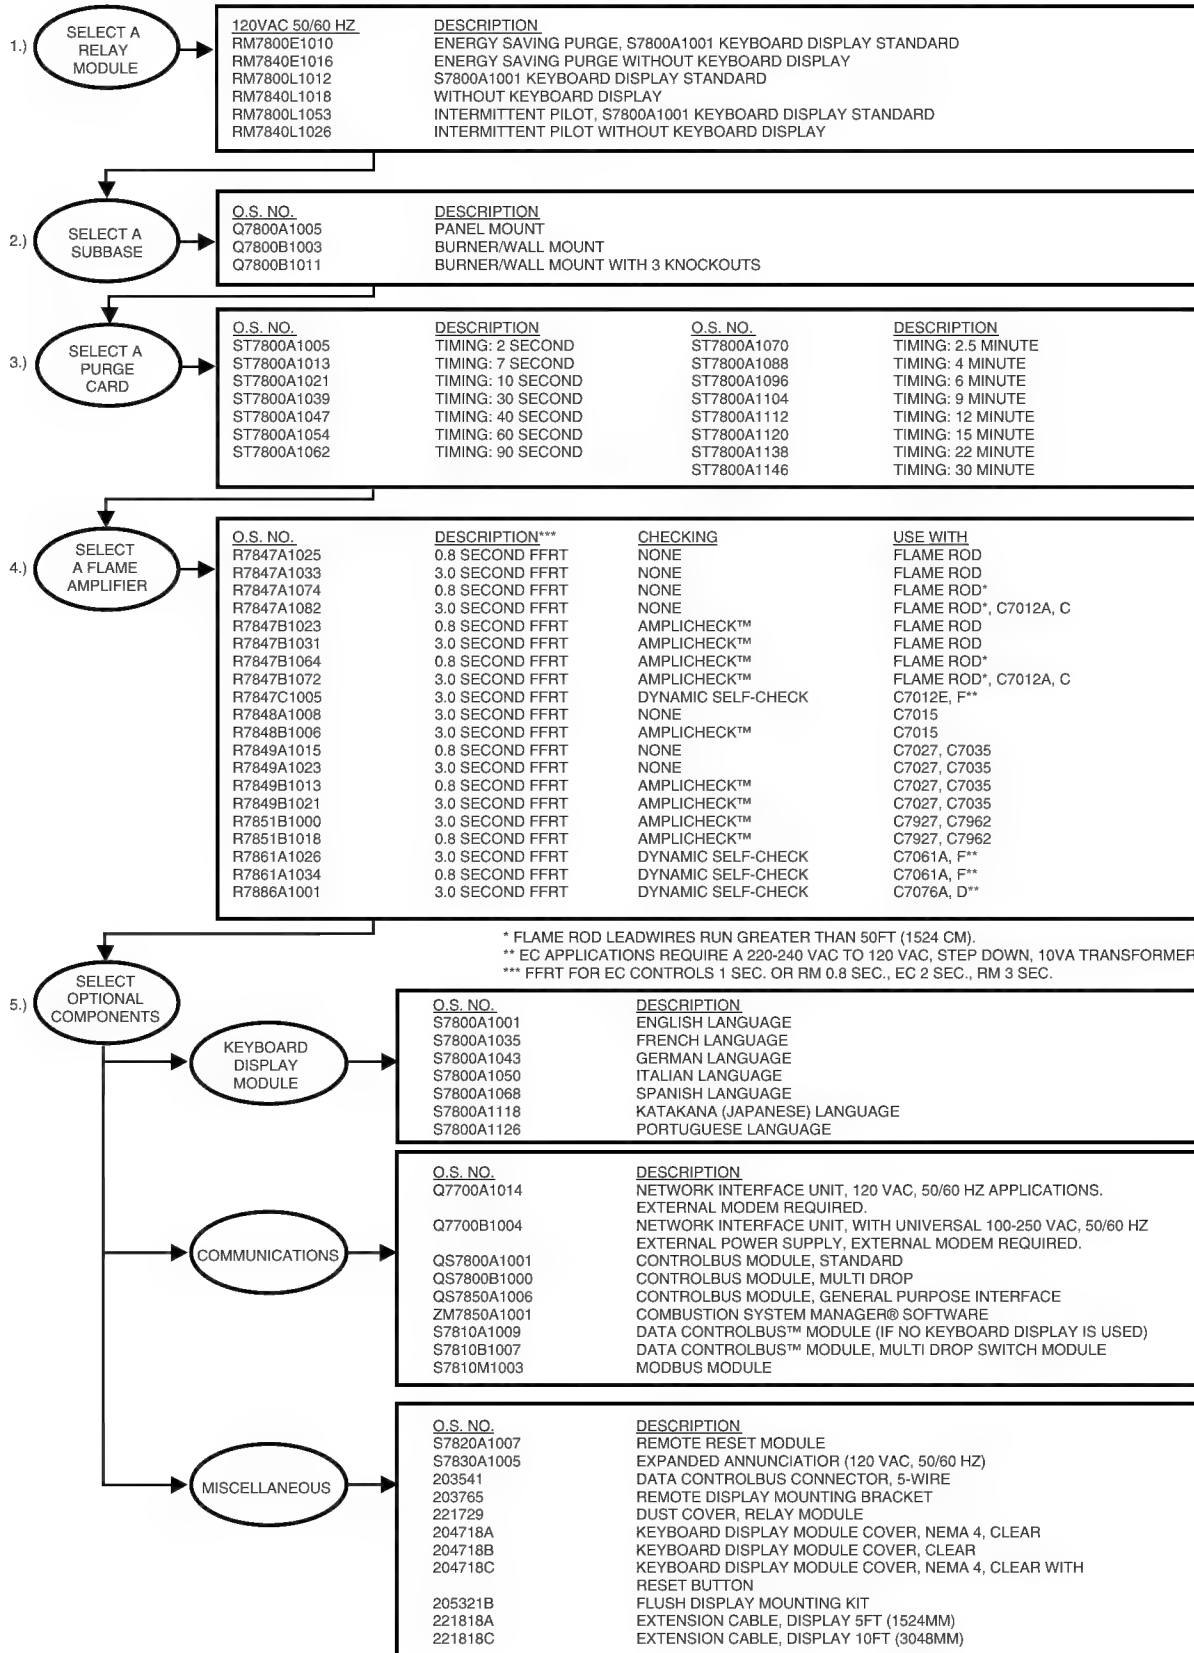 1.) SELECT A
RELAY
MODULE
120VAC 50/60 HZ DESCRIPTION
RM7800E1010 ENERGY SAVING PURGE, S7800A1001 KEYBOARD DISPLAY STANDARD
RM7840E1016 ENERGY SAVING PURGE WITHOUT KEYBOARD DISPLAY
RM7800L1012 S7800A1001 KEYBOARD DISPLAY STANDARD
RM7840L1018 WITHOUT KEYBOARD DISPLAY
RM7800L1053 INTERMITTENT PILOT, S7800A1001 KEYBOARD DISPLAY STANDARD
RM7840L1026 INTERMITTENT PILOT WITHOUT KEYBOARD DISPLAY
2.) SELECT A
SUBBASE
O.S. NO. DESCRIPTION
Q7800A1005 PANEL MOUNT
Q7800B1003 BURNER/WALL MOUNT
Q7800B1011 BURNER/WALL MOUNT WITH 3 KNOCKOUTS
3.) SELECT A
PURGE
CARD
O.S. NO. DESCRIPTION O.S. NO. DESCRIPTION
ST7800A1005 TIMING: 2 SECOND ST7800A1070 TIMING: 2.5 MINUTE
ST7800A1013 TIMING: 7 SECOND ST7800A1088 TIMING: 4 MINUTE
ST7800A1021 TIMING: 10 SECOND ST7800A1096 TIMING: 6 MINUTE
ST7800A1039 TIMING: 30 SECOND ST7800A1104 TIMING: 9 MINUTE
ST7800A1047 TIMING: 40 SECOND ST7800A1112 TIMING: 12 MINUTE
ST7800A1054 TIMING: 60 SECOND ST7800A1120 TIMING: 15 MINUTE
ST7800A1062 TIMING: 90 SECOND ST7800A1138 TIMING: 22 MINUTE
ST7800A1146 TIMING: 30 MINUTE
4.) SELECT
A FLAME
AMPLIFIER
O.S. NO. DESCRIPTION*** CHECKING USE WITH
R7847A1025 0.8 SECOND FFRT NONE FLAME ROD
R7847A1033 3.0 SECOND FFRT NONE FLAME ROD
R7847A1074 0.8 SECOND FFRT NONE FLAME ROD*
R7847A1082 3.0 SECOND FFRT NONE FLAME ROD*, C7012A, C
R7847B1023 0.8 SECOND FFRT AMPLICHECK™ FLAME ROD
R7847B1031 3.0 SECOND FFRT AMPLICHECK™ FLAME ROD
R7847B1064 0.8 SECOND FFRT AMPLICHECK™ FLAME ROD*
R7847B1072 3.0 SECOND FFRT AMPLICHECK™ FLAME ROD*, C7012A, C
R7847C1005 3.0 SECOND FFRT DYNAMIC SELF-CHECK C7012E, F**
R7848A1008 3.0 SECOND FFRT NONE C7015
R7848B1006 3.0 SECOND FFRT AMPLICHECK™ C7015
R7849A1015 0.8 SECOND FFRT NONE C7027, C7035
R7849A1023 3.0 SECOND FFRT NONE C7027, C7035
R7849B1013 0.8 SECOND FFRT AMPLICHECK™ C7027, C7035
R7849B1021 3.0 SECOND FFRT AMPLICHECK™ C7027, C7035
R7851B1000 3.0 SECOND FFRT AMPLICHECK™ C7927, C7962
R7851B1018 0.8 SECOND FFRT AMPLICHECK™ C7927, C7962
R7861A1026 3.0 SECOND FFRT DYNAMIC SELF-CHECK C7061A, F**
R7861A1034 0.8 SECOND FFRT DYNAMIC SELF-CHECK C7061A, F**
R7886A1001 3.0 SECOND FFRT DYNAMIC SELF-CHECK C7076A, D**
* FLAME ROD LEADWIRES RUN GREATER THAN 50FT (1524 CM).
** EC APPLICATIONS REQUIRE A 220-240 VAC TO 120 VAC, STEP DOWN, 10VA TRANSFORMER
*** FFRT FOR EC CONTROLS 1 SEC. OR RM 0.8 SEC., EC 2 SEC., RM 3 SEC.
5.) SELECT
OPTIONAL
COMPONENTS
KEYBOARD
DISPLAY
MODULE
O.S. NO. DESCRIPTION
S7800A1001 ENGLISH LANGUAGE
S7800A1035 FRENCH LANGUAGE
S7800A1043 GERMAN LANGUAGE
S7800A1050 ITALIAN LANGUAGE
S7800A1068 SPANISH LANGUAGE
S7800A1118 KATAKANA (JAPANESE) LANGUAGE
S7800A1126 PORTUGUESE LANGUAGE
COMMUNICATIONS
O.S. NO. DESCRIPTION
Q7700A1014 NETWORK INTERFACE UNIT, 120 VAC, 50/60 HZ APPLICATIONS.
EXTERNAL MODEM REQUIRED.
Q7700B1004 NETWORK INTERFACE UNIT, WITH UNIVERSAL 100-250 VAC, 50/60 HZ
EXTERNAL POWER SUPPLY, EXTERNAL MODEM REQUIRED.
QS7800A1001 CONTROLBUS MODULE, STANDARD
QS7800B1000 CONTROLBUS MODULE, MULTI DROP
QS7850A1006 CONTROLBUS MODULE, GENERAL PURPOSE INTERFACE
ZM7850A1001 COMBUSTION SYSTEM MANAGER® SOFTWARE
S7810A1009 DATA CONTROLBUS™ MODULE (IF NO KEYBOARD DISPLAY IS USED)
S7810B1007 DATA CONTROLBUS™ MODULE, MULTI DROP SWITCH MODULE
S7810M1003 MODBUS MODULE
MISCELLANEOUS
O.S. NO. DESCRIPTION
S7820A1007 REMOTE RESET MODULE
S7830A1005 EXPANDED ANNUNCIATIOR (120 VAC, 50/60 HZ)
203541 DATA CONTROLBUS CONNECTOR, 5-WIRE
203765 REMOTE DISPLAY MOUNTING BRACKET
221729 DUST COVER, RELAY MODULE
204718A KEYBOARD DISPLAY MODULE COVER, NEMA 4, CLEAR
204718B KEYBOARD DISPLAY MODULE COVER, CLEAR
204718C KEYBOARD DISPLAY MODULE COVER, NEMA 4, CLEAR WITH
RESET BUTTON
205321B FLUSH DISPLAY MOUNTING KIT
221818A EXTENSION CABLE, DISPLAY 5FT (1524MM)
221818C EXTENSION CABLE, DISPLAY 10FT (3048MM)